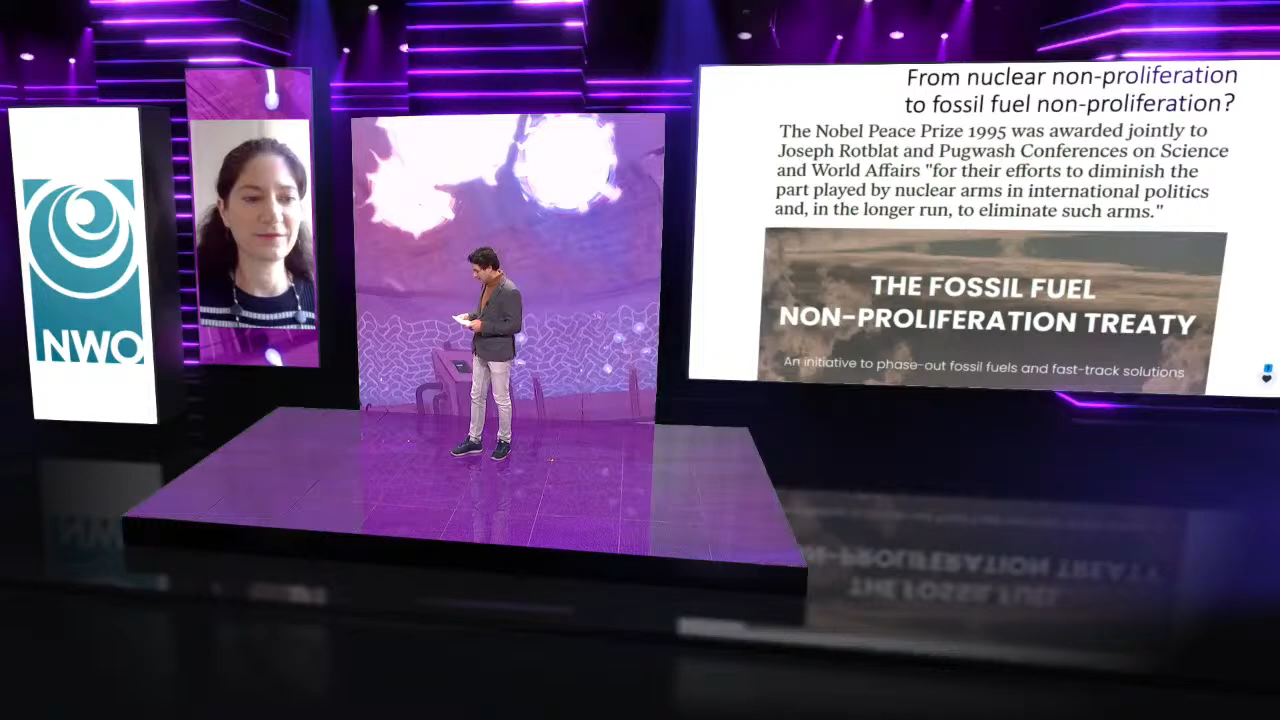 NWO
From nuclear non-proliferation
to fossil fuel non-proliferation?
The Nobel Peace Prize 1995 was awarded jointly to
Joseph Rotblat and Pugwash Conferences on Science
and World Affairs "for their efforts to diminish the
part played by nuclear arms in international politics
and, in the longer run, to eliminate such arms."
THE FOSSIL FUEL
NON-PROLIFERATION TREATY
An initiative to phase-out fossil fuels and fast-track solutions